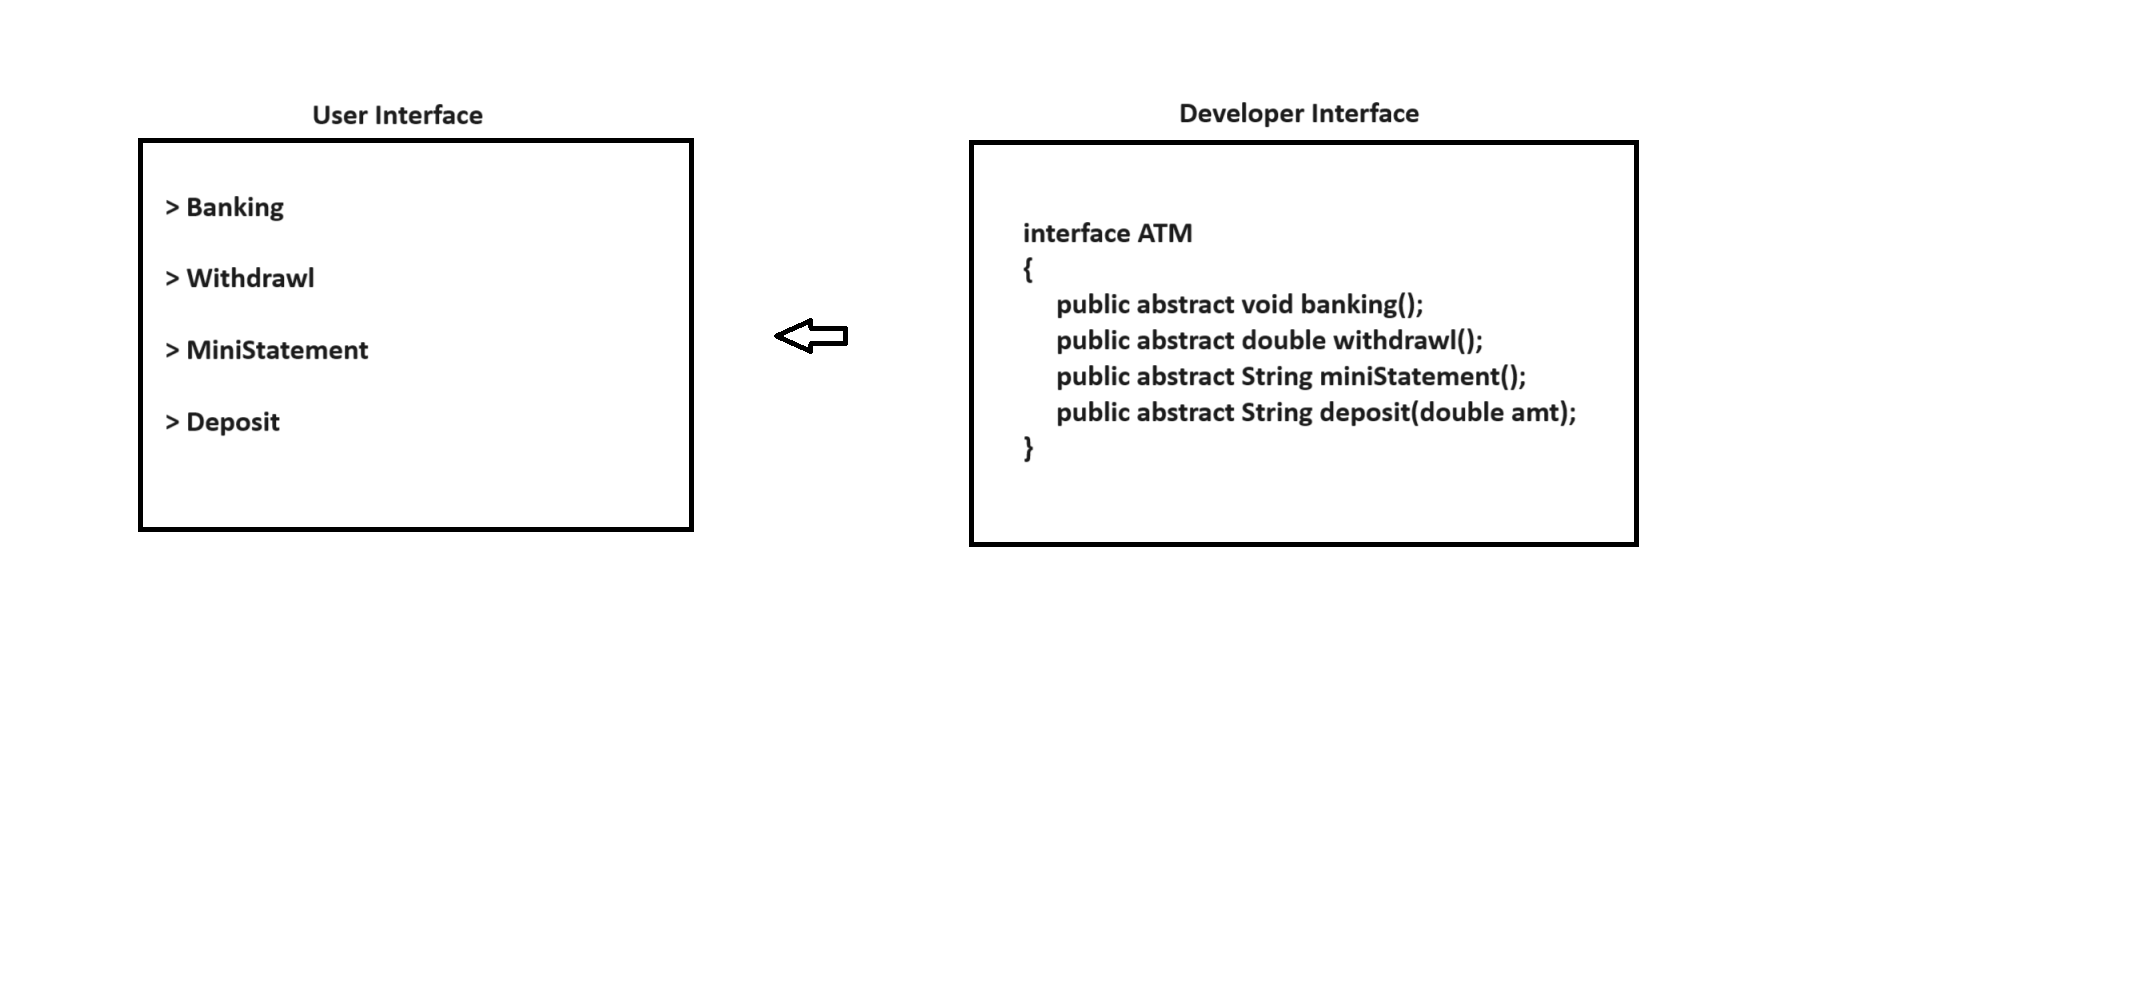 User Interface
> Banking
> Withdrawl
> MiniStatement
> Deposit
Developer Interface
interface ATM
{
public abstract void banking();
public abstract double withdrawl();
public abstract String miniStatement();
public abstract String deposit(double amt);
}